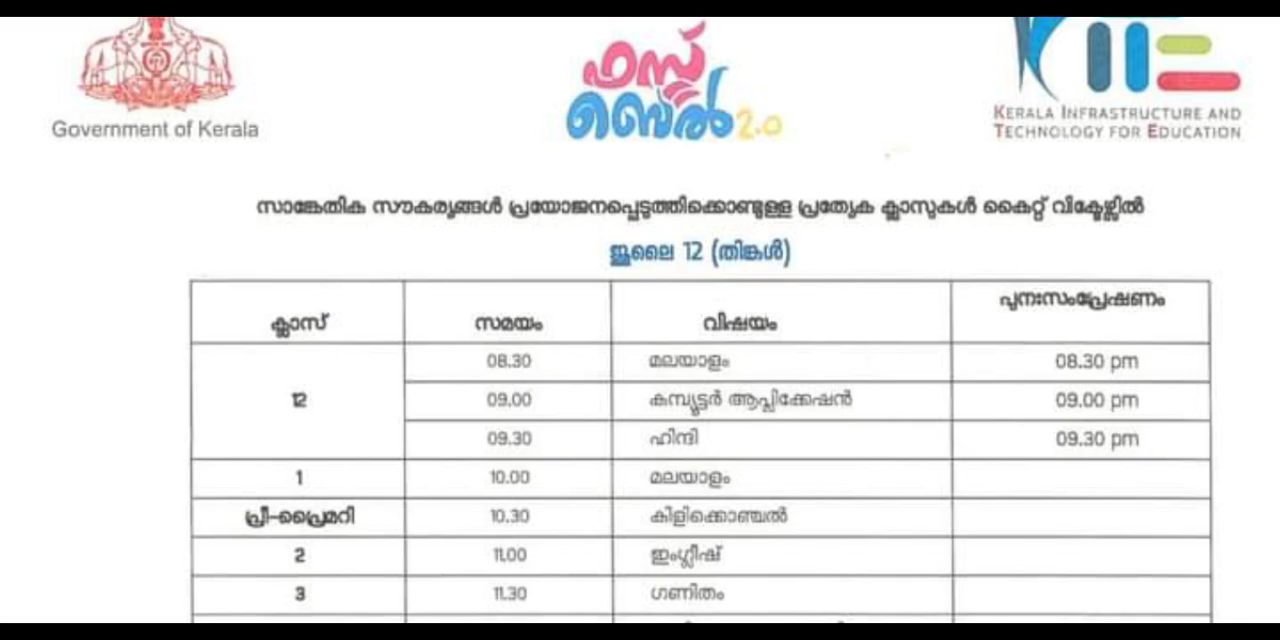 Government of Kerala
ഫസ്റ്റ്
ബെൽ 2.0
KITE
KERALA INFRASTRUCTURE AND
TECHNOLOGY FOR EDUCATION
സാങ്കേതിക സൗകര്യങ്ങൾ പ്രയോജനപ്പെടുത്തിക്കൊണ്ടുള്ള പ്രത്യേക ക്ലാസുകൾ കൈറ്റ് വിക്ടേഴ്സിൽ
ജൂലൈ 12 (തിങ്കൾ)
ക്ലാസ് സമയം വിഷയം പുനഃസംപ്രേഷണം
08.30 മലയാളം 08.30 pm
12 09.00 കമ്പ്യൂട്ടർ ആപ്ലിക്കേഷൻ 09.00 pm
09.30 ഹിന്ദി 09.30 pm
1 10.00 മലയാളം
പ്രീ-പ്രൈമറി 10.30 കിളിക്കൊഞ്ചൽ
2 11.00 ഇംഗ്ലീഷ്
3 11.30 ഗണിതം